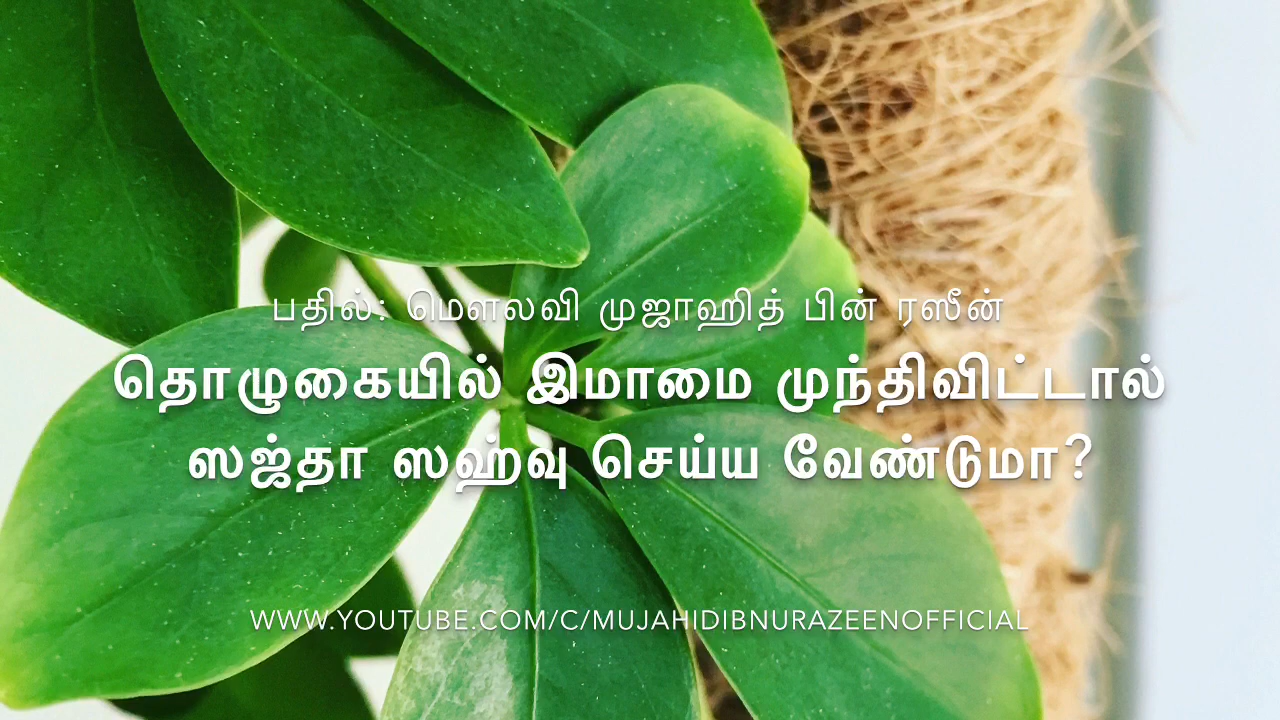 பதில்: மௌலவி முஜாஹித் பின் ரஸீன்
தொழுகையில் இமாமை முந்திவிட்டால்
ஸஜ்தா ஸஹ்வு செய்ய வேண்டுமா?
WWW.YOUTUBE.COM/C/MUJAHIDIBNURAZEENOFFICIAL